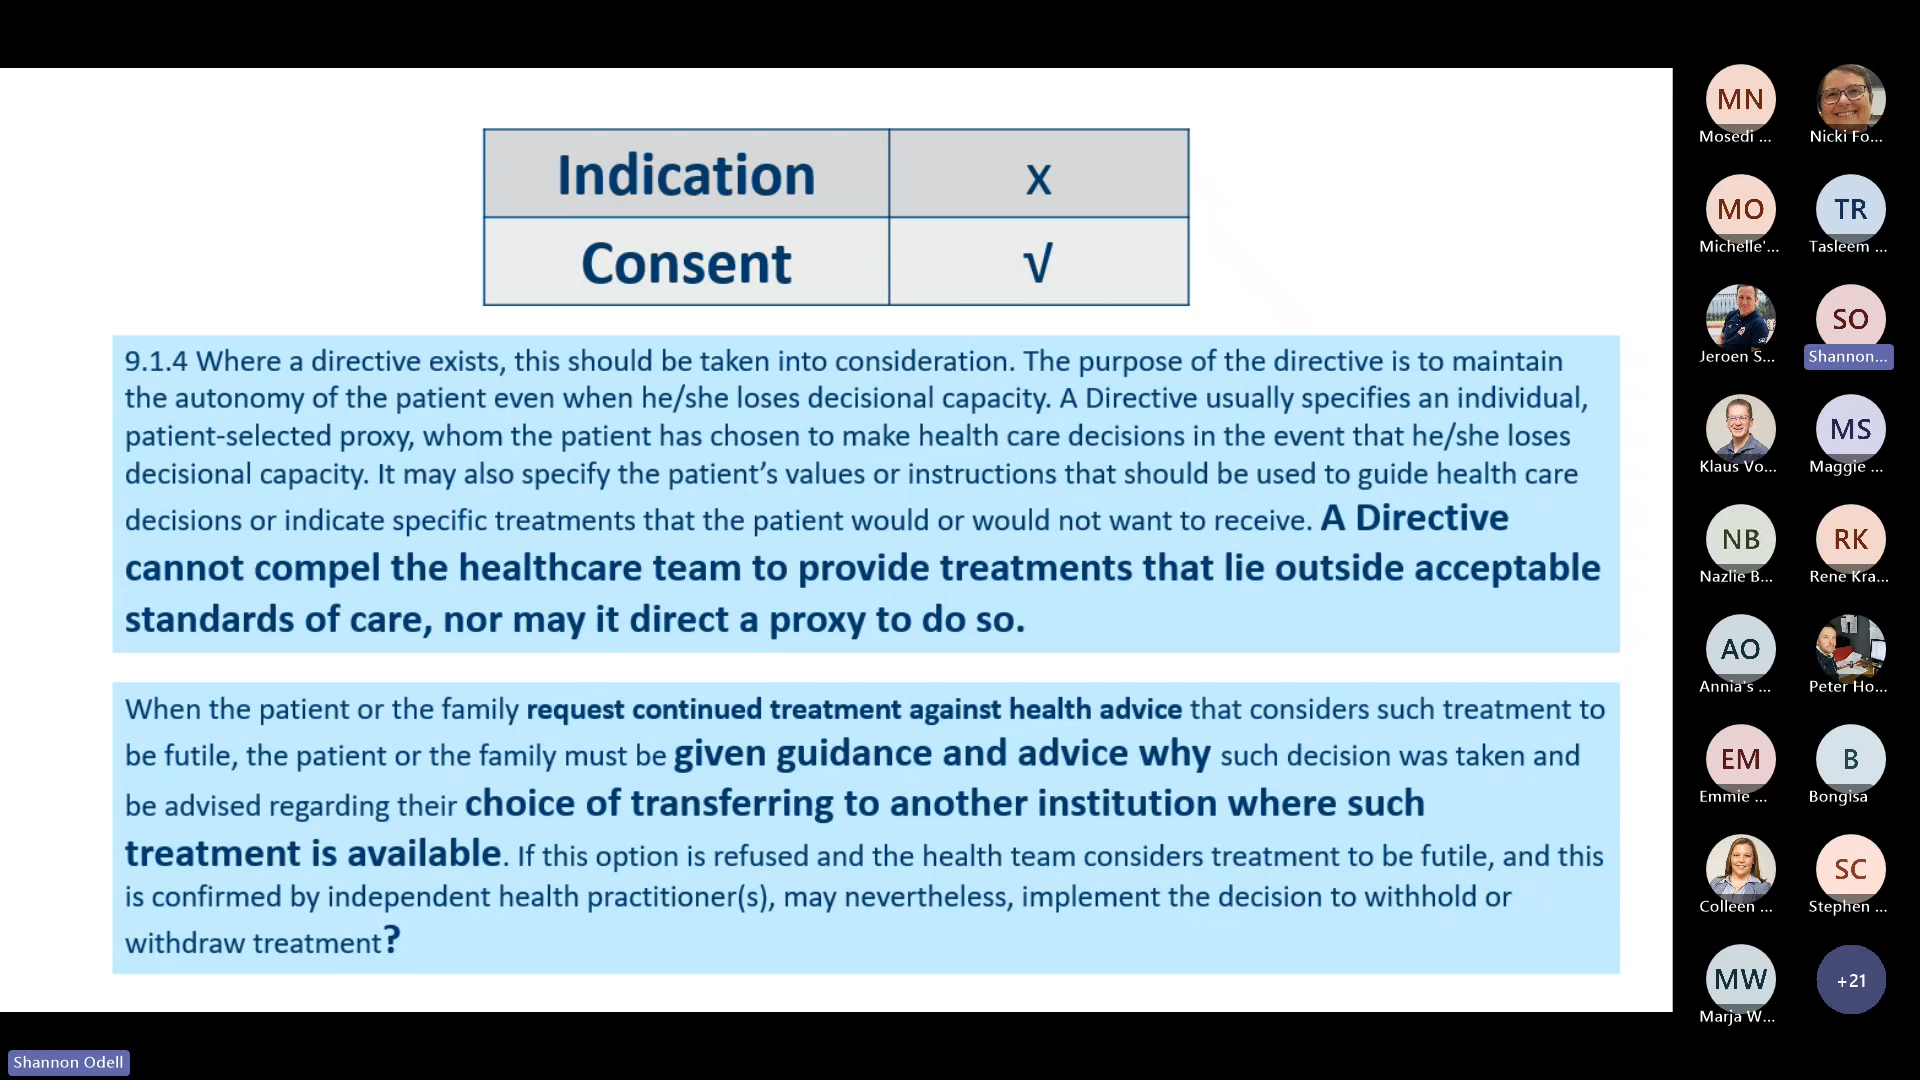 Indication x
Consent √
9.1.4 Where a directive exists, this should be taken into consideration. The purpose of the directive is to maintain
the autonomy of the patient even when he/she loses decisional capacity. A Directive usually specifies an individual,
patient-selected proxy, whom the patient has chosen to make health care decisions in the event that he/she loses
decisional capacity. It may also specify the patient’s values or instructions that should be used to guide health care
decisions or indicate specific treatments that the patient would or would not want to receive. A Directive
cannot compel the healthcare team to provide treatments that lie outside acceptable
standards of care, nor may it direct a proxy to do so.
When the patient or the family request continued treatment against health advice that considers such treatment to
be futile, the patient or the family must be given guidance and advice why such decision was taken and
be advised regarding their choice of transferring to another institution where such
treatment is available. If this option is refused and the health team considers treatment to be futile, and this
is confirmed by independent health practitioner(s), may nevertheless, implement the decision to withhold or
withdraw treatment?
MN
Mosedi ... Nicki Fo...
MO TR
Michelle'... Tasleem ...
SO
Jeroen S... Shannon...
MS
Klaus Vo... Maggie ...
NB RK
Nazlie B... Rene Kra...
AO
Annia's ... Peter Ho...
EM B
Emmie ... Bongisa
SC
Colleen ... Stephen ...
MW +21
Marja W...
Shannon Odell